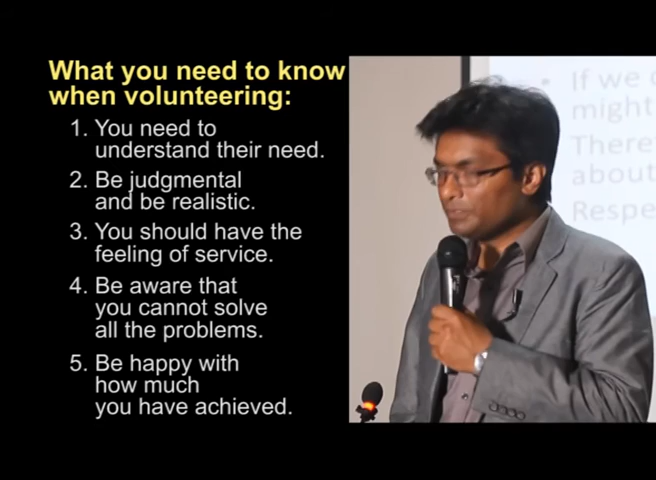 What you need to know
when volunteering:
1. You need to
understand their need.
2. Be judgmental
and be realistic.
3. You should have the
feeling of service.
4. Be aware that
you cannot solve
all the problems.
5. Be happy with
how much
you have achieved.
• If we
might
There
about
Respe